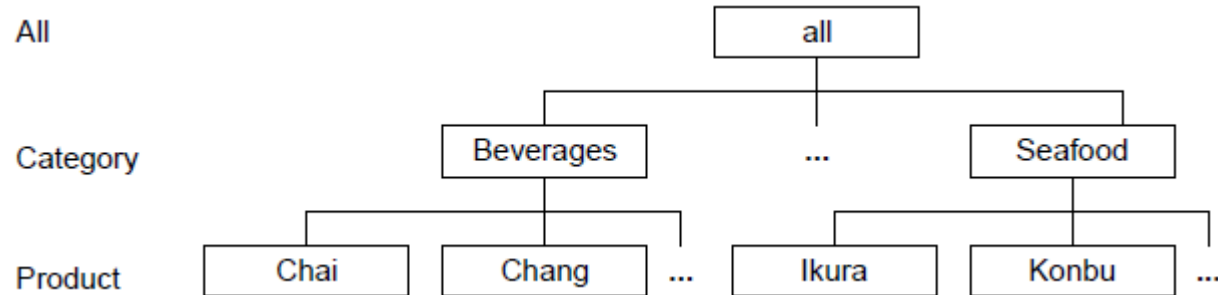 All all
Category Beverages ... Seafood
Product Chai Chang ... Ikura Konbu ...